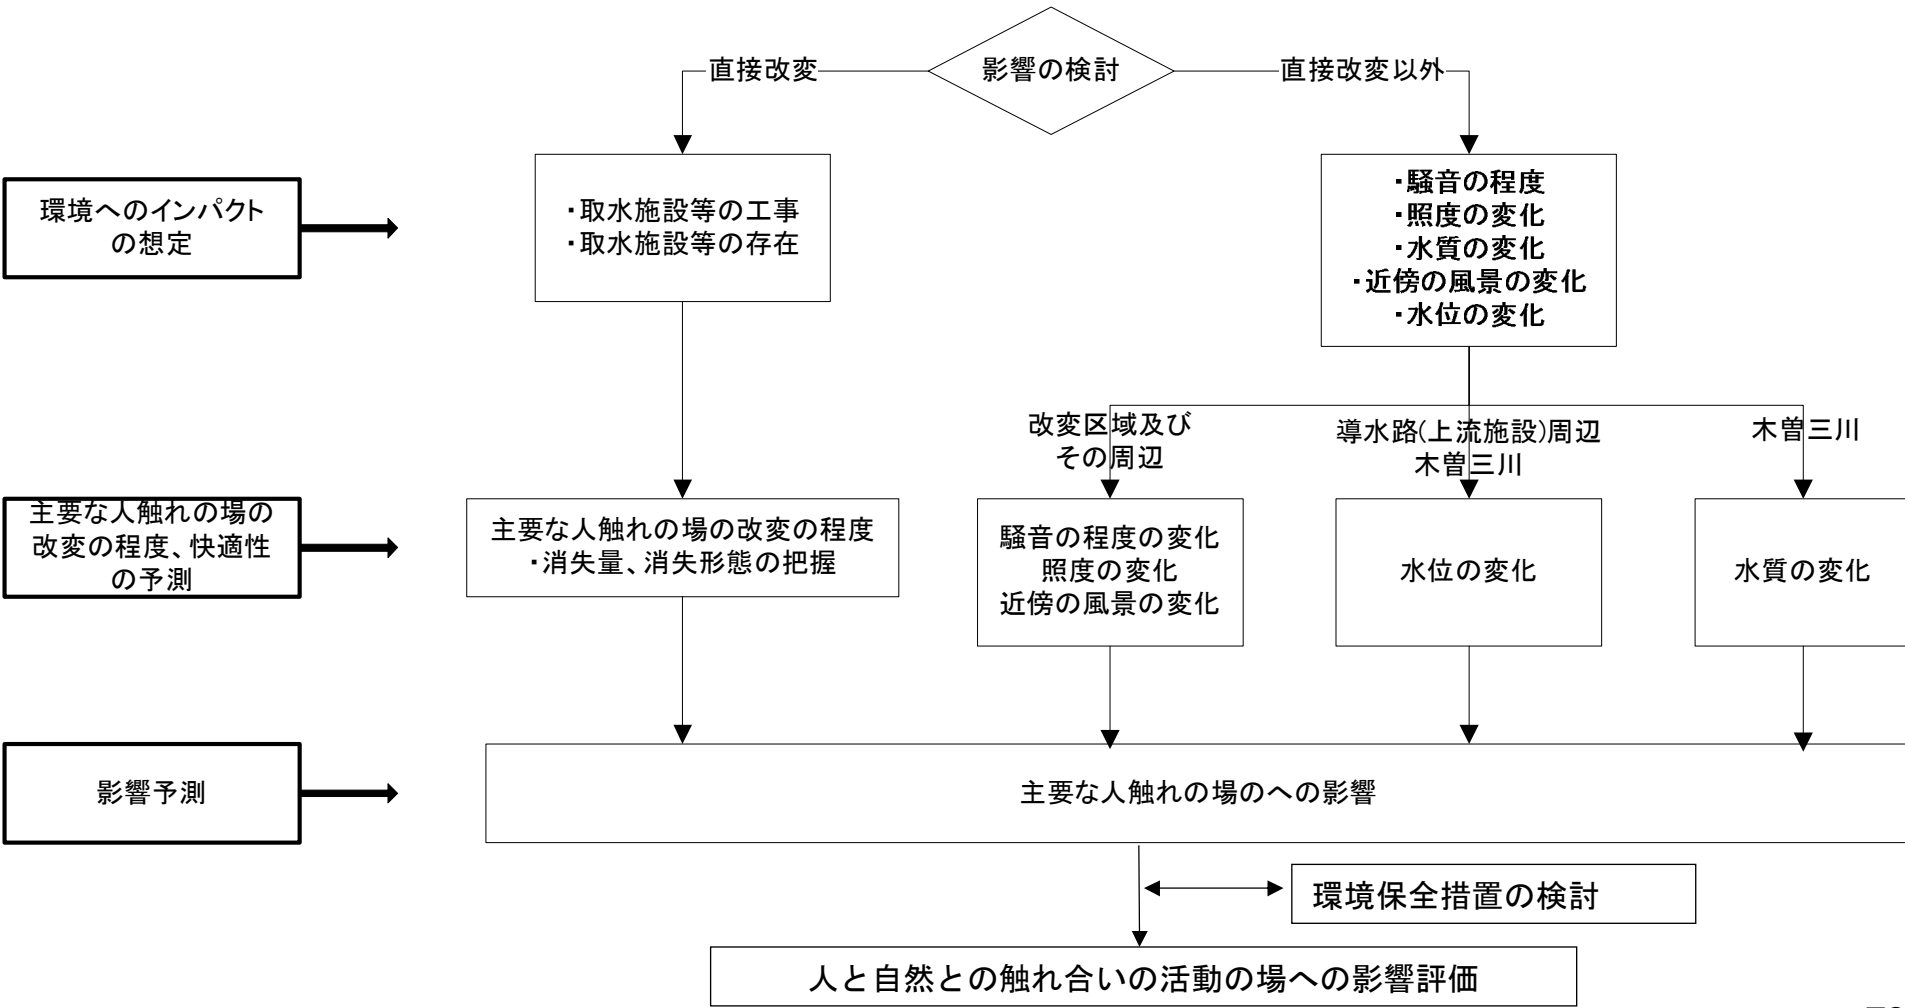 影響の検討
直接改変
直接改変以外
環境へのインパクト
の想定
・取水施設等の工事
・取水施設等の存在
・騒音の程度
・照度の変化
・水質の変化
・近傍の風景の変化
・水位の変化
改変区域及び
その周辺
導水路(上流施設)周辺
木曽三川
木曽三川
主要な人触れの場の
改変の程度、快適性
の予測
主要な人触れの場の改変の程度
・消失量、消失形態の把握
騒音の程度の変化
照度の変化
近傍の風景の変化
水位の変化
水質の変化
影響予測
主要な人触れの場のへの影響
環境保全措置の検討
人と自然との触れ合いの活動の場への影響評価